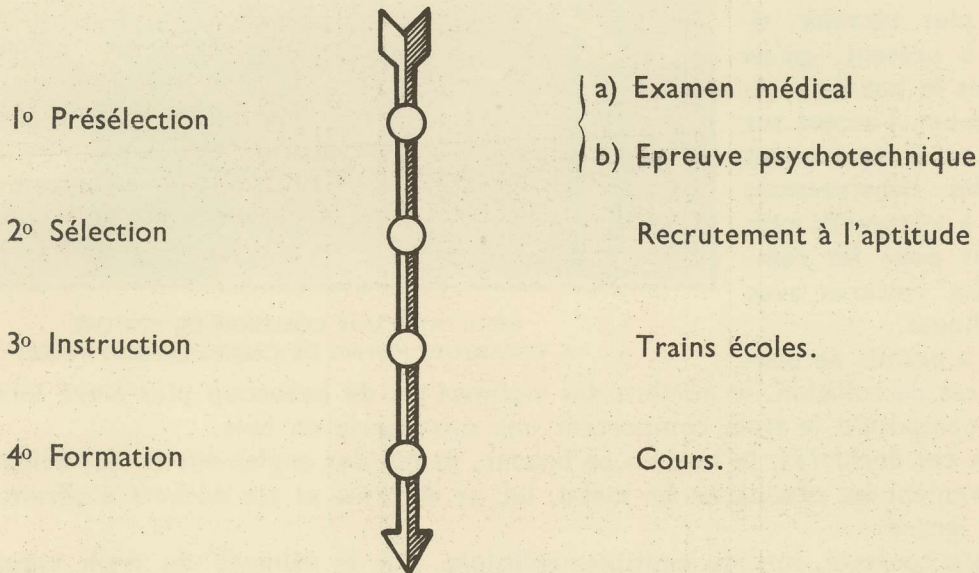 1º Présélection
a) Examen médical
b) Epreuve psychotechnique
2º Sélection
Recrutement à l'aptitude
3º Instruction
Trains écoles.
4º Formation
Cours.